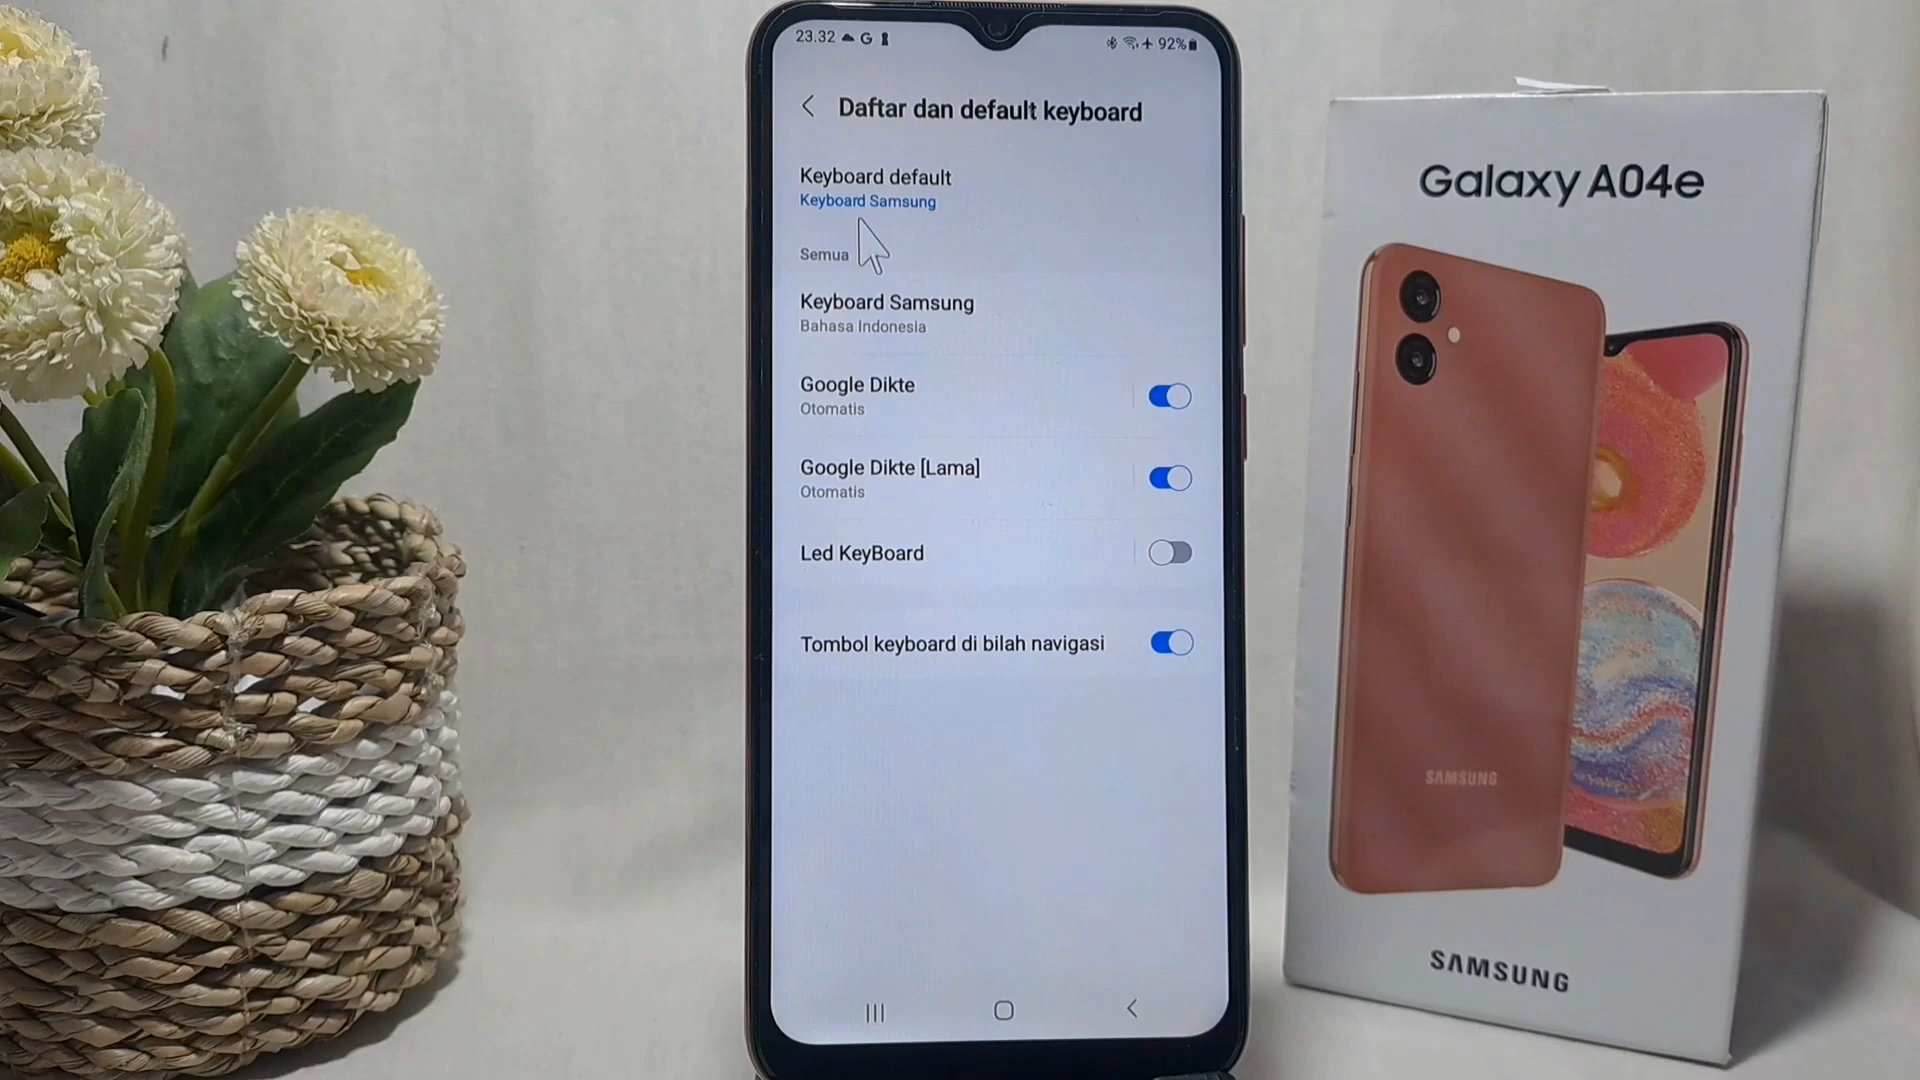 23.32 G
92%
Daftar dan default keyboard
Keyboard default
Keyboard Samsung
Semua
Keyboard Samsung
Bahasa Indonesia
Google Dikte
Otomatis
Google Dikte [Lama]
Otomatis
Led KeyBoard
Tombol keyboard di bilah navigasi
Galaxy A04e
SAMSUNG
SAMSUNG